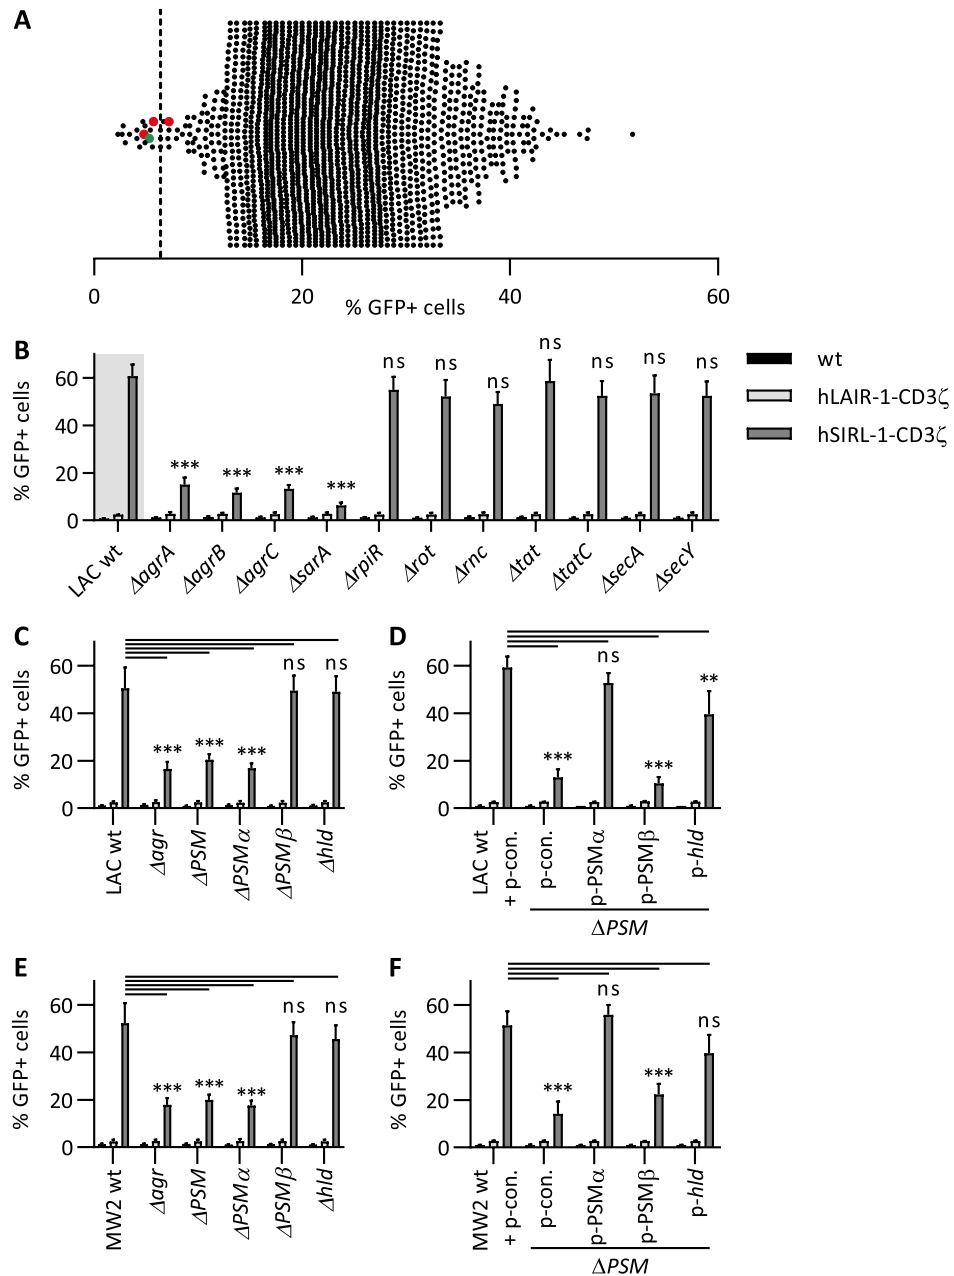 A
0 20 40 60
% GFP+ cells
B
% GFP+ cells
60
40
20
0
*** *** *** *** ns ns ns ns ns ns ns
LAC wt ΔagrA ΔagrB ΔagrC ΔsarA ΔrpiR Δrot Δrnc Δtat ΔtatC ΔsecA ΔsecY
wt
hLAIR-1-CD3ζ
hSIRL-1-CD3ζ
C
% GFP+ cells
60
40
20
0
*** *** *** ns ns
LAC wt Δagr ΔPSM ΔPSMα ΔPSMβ Δhld
D
% GFP+ cells
60
40
20
0
*** ns *** **
LAC wt
+ p-con. p-con. p-PSMα p-PSMβ p-hld
ΔPSM
E
% GFP+ cells
60
40
20
0
*** *** *** ns ns
MW2 wt Δagr ΔPSM ΔPSMα ΔPSMβ Δhld
F
% GFP+ cells
60
40
20
0
*** ns *** ns
MW2 wt
+ p-con. p-con. p-PSMα p-PSMβ p-hld
ΔPSM